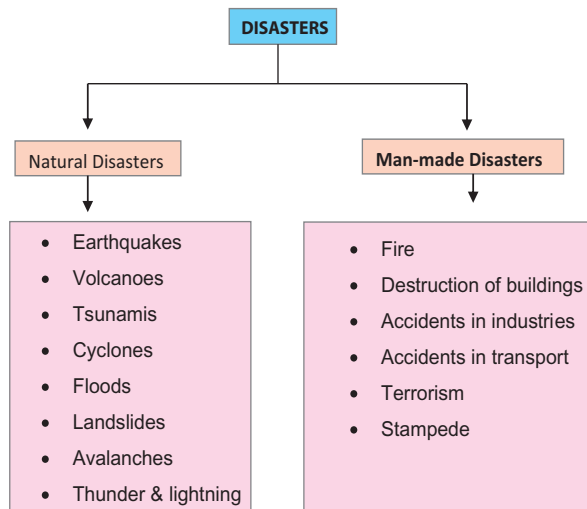 DISASTERS
Natural Disasters
Man-made Disasters
• Earthquakes
• Volcanoes
• Tsunamis
• Cyclones
• Floods
• Landslides
• Avalanches
• Thunder & lightning
• Fire
• Destruction of buildings
• Accidents in industries
• Accidents in transport
• Terrorism
• Stampede